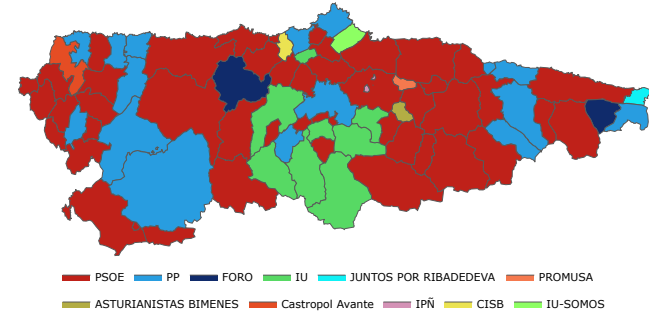 PSOE PP FORO IU JUNTOS POR RIBADEDEVA PROMUSA
ASTURIANISTAS BIMENES Castropol Avante IPÑ CISB IU-SOMOS